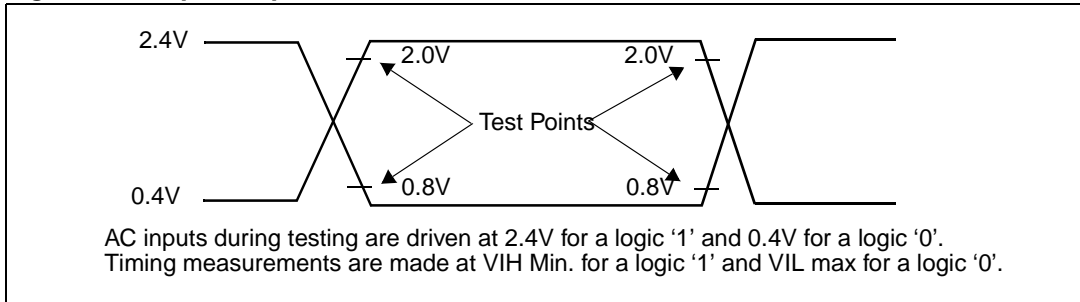 2.4V
2.0V 2.0V
Test Points
0.8V 0.8V
0.4V
AC inputs during testing are driven at 2.4V for a logic ‘1’ and 0.4V for a logic ‘0’.
Timing measurements are made at VIH Min. for a logic ‘1’ and VIL max for a logic ‘0’.